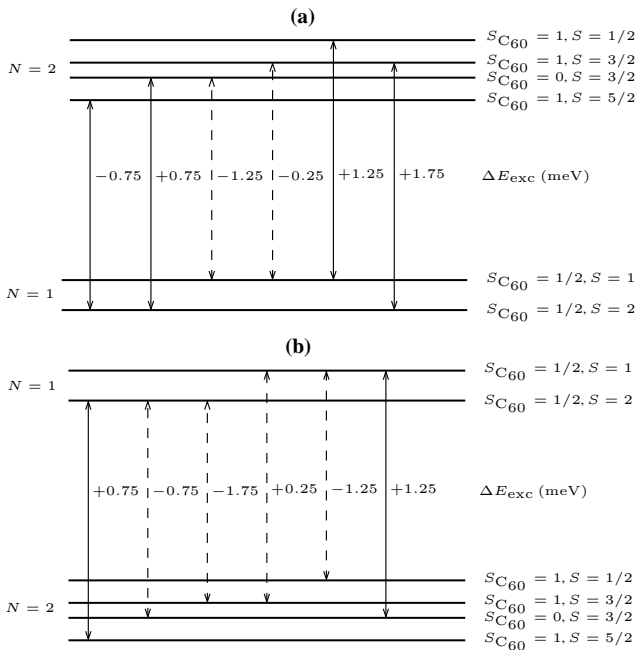 (a)
S_C60 = 1, S = 1/2
N = 2
S_C60 = 1, S = 3/2
S_C60 = 0, S = 3/2
S_C60 = 1, S = 5/2
−0.75 +0.75 −1.25 −0.25 +1.25 +1.75 ΔE_exc (meV)
S_C60 = 1/2, S = 1
N = 1
S_C60 = 1/2, S = 2
(b)
S_C60 = 1/2, S = 1
N = 1
S_C60 = 1/2, S = 2
+0.75 −0.75 −1.75 +0.25 −1.25 +1.25 ΔE_exc (meV)
S_C60 = 1, S = 1/2
N = 2
S_C60 = 1, S = 3/2
S_C60 = 0, S = 3/2
S_C60 = 1, S = 5/2